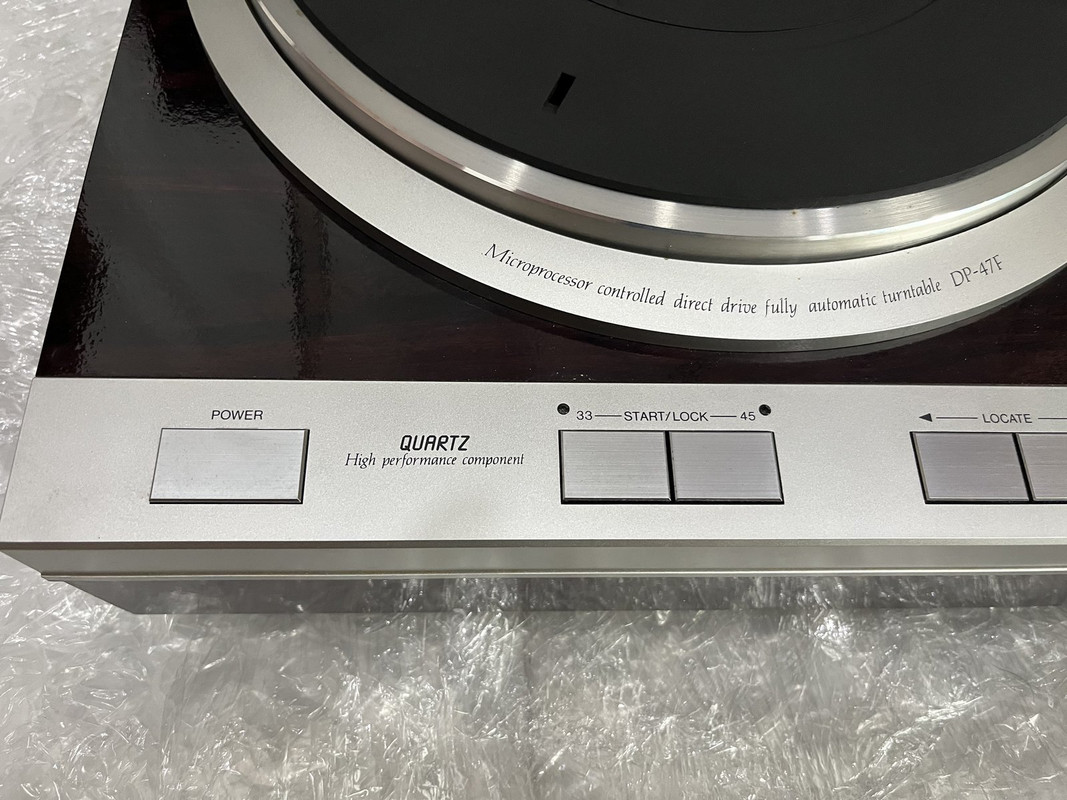 Microprocessor controlled direct drive fully automatic turntable DP-47F
POWER
QUARTZ
High performance component
33 START/LOCK 45
LOCATE